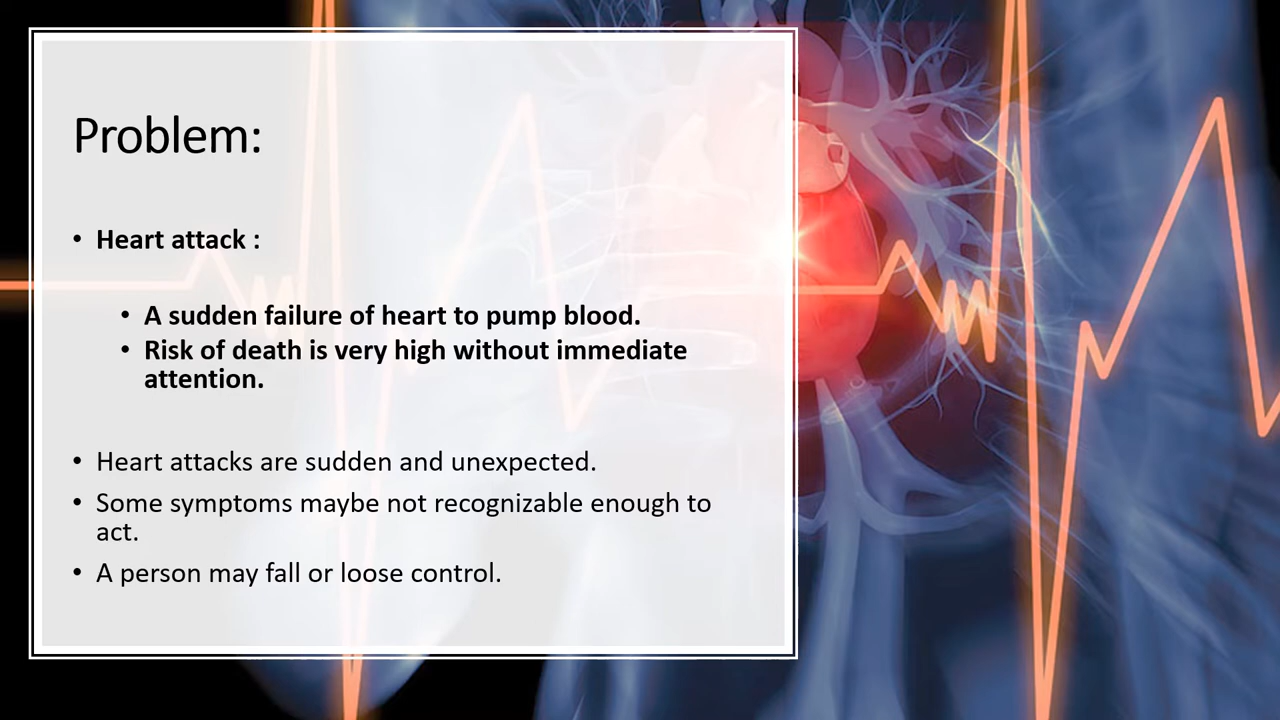 Problem:
• Heart attack :
• A sudden failure of heart to pump blood.
• Risk of death is very high without immediate
attention.
• Heart attacks are sudden and unexpected.
• Some symptoms maybe not recognizable enough to
act.
• A person may fall or loose control.